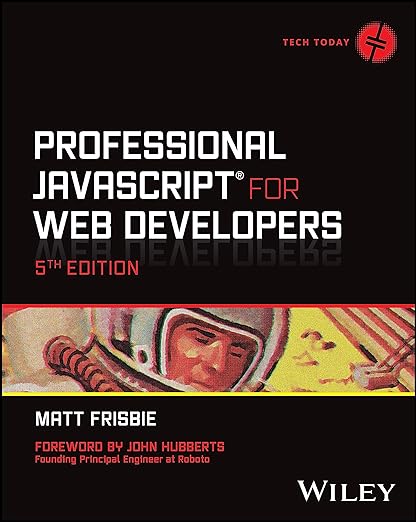 TECH TODAY
PROFESSIONAL
JAVASCRIPT® FOR
WEB DEVELOPERS
5TH EDITION
MATT FRISBIE
FOREWORD BY JOHN HUBBERTS
Founding Principal Engineer at Roboto
WILEY